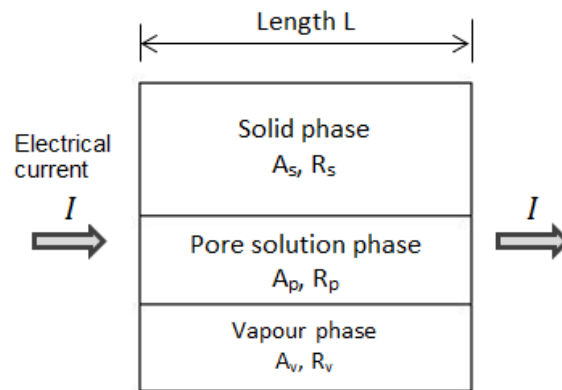 Length L
Solid phase
Aₛ, Rₛ
Electrical
current
I
I
Pore solution phase
Aₚ, Rₚ
Vapour phase
Aᵥ, Rᵥ